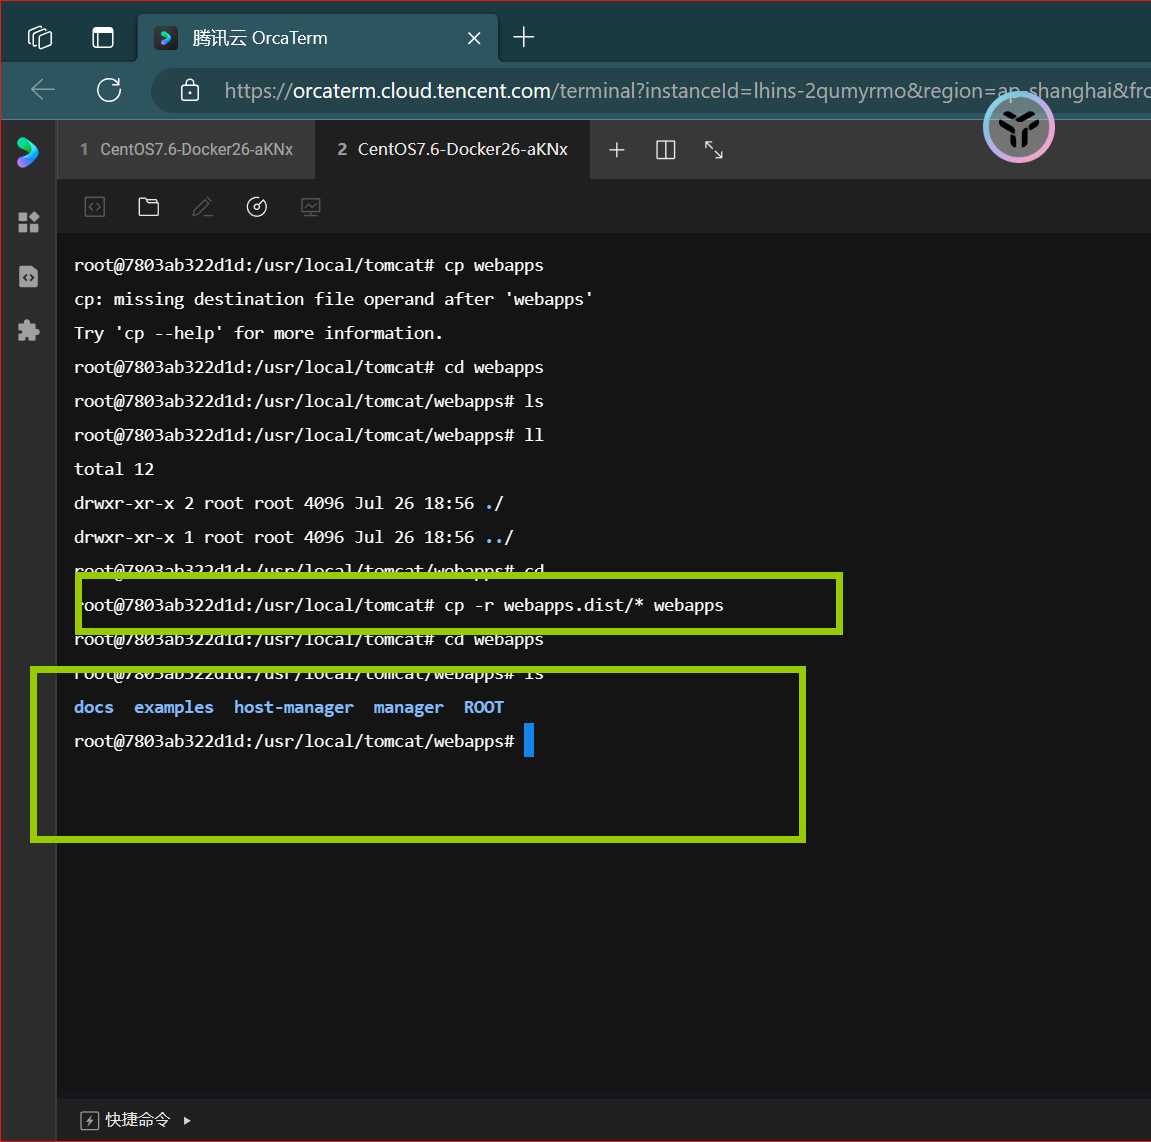 腾讯云 OrcaTerm
https://orcaterm.cloud.tencent.com/terminal?instanceId=lhins-2qumyrmo&region=ap-shanghai&fro
1 CentOS7.6-Docker26-aKNx
2 CentOS7.6-Docker26-aKNx
root@7803ab322d1d:/usr/local/tomcat# cp webapps
cp: missing destination file operand after 'webapps'
Try 'cp --help' for more information.
root@7803ab322d1d:/usr/local/tomcat# cd webapps
root@7803ab322d1d:/usr/local/tomcat/webapps# ls
root@7803ab322d1d:/usr/local/tomcat/webapps# ll
total 12
drwxr-xr-x 2 root root 4096 Jul 26 18:56 ./
drwxr-xr-x 1 root root 4096 Jul 26 18:56 ../
root@7803ab322d1d:/usr/local/tomcat/webapps# cd
root@7803ab322d1d:/usr/local/tomcat# cp -r webapps.dist/* webapps
root@7803ab322d1d:/usr/local/tomcat# cd webapps
root@7803ab322d1d:/usr/local/tomcat/webapps# ls
docs examples host-manager manager ROOT
root@7803ab322d1d:/usr/local/tomcat/webapps#
快捷命令